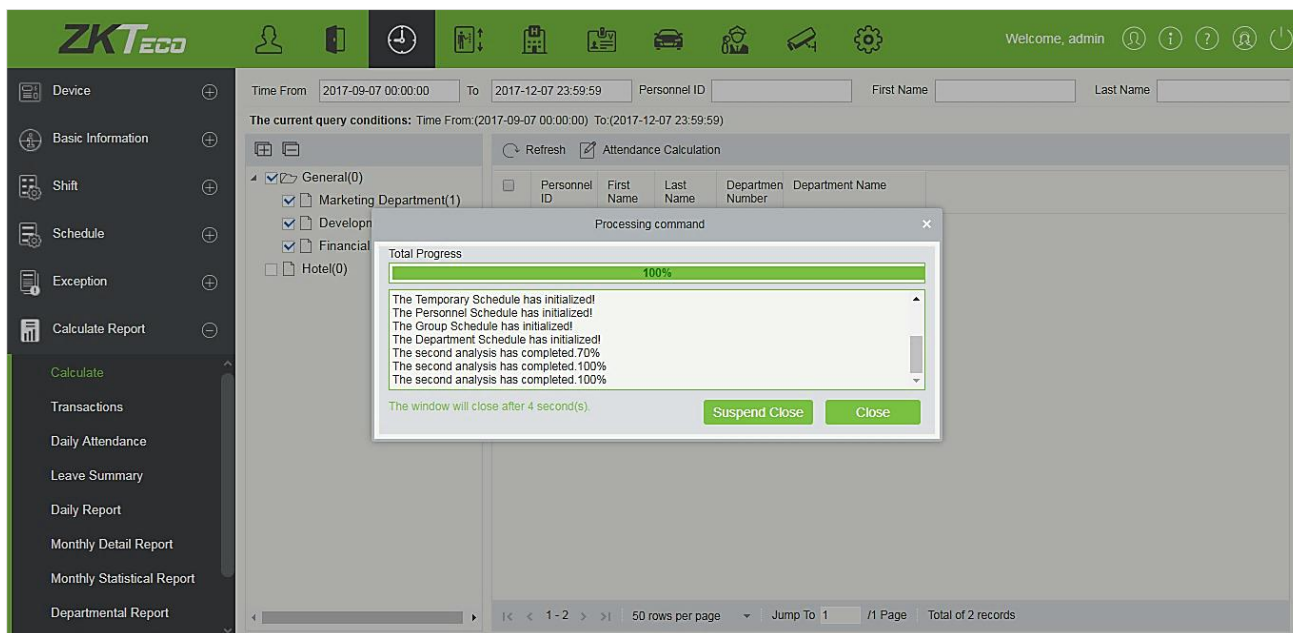 ZKTECO
Welcome, admin
Device
Basic Information
Shift
Schedule
Exception
Calculate Report
Calculate
Transactions
Daily Attendance
Leave Summary
Daily Report
Monthly Detail Report
Monthly Statistical Report
Departmental Report
Time From 2017-09-07 00:00:00 To 2017-12-07 23:59:59 Personnel ID First Name Last Name
The current query conditions: Time From:(2017-09-07 00:00:00) To:(2017-12-07 23:59:59)
General(0)
Marketing Department(1)
Developm
Financial
Hotel(0)
Refresh Attendance Calculation
Personnel ID First Name Last Name Departmen Number Department Name
Processing command
Total Progress
100%
The Temporary Schedule has initialized!
The Personnel Schedule has initialized!
The Group Schedule has initialized!
The Department Schedule has initialized!
The second analysis has completed.70%
The second analysis has completed.100%
The second analysis has completed.100%
The window will close after 4 second(s).
Suspend Close Close
1-2 50 rows per page Jump To 1 /1 Page Total of 2 records